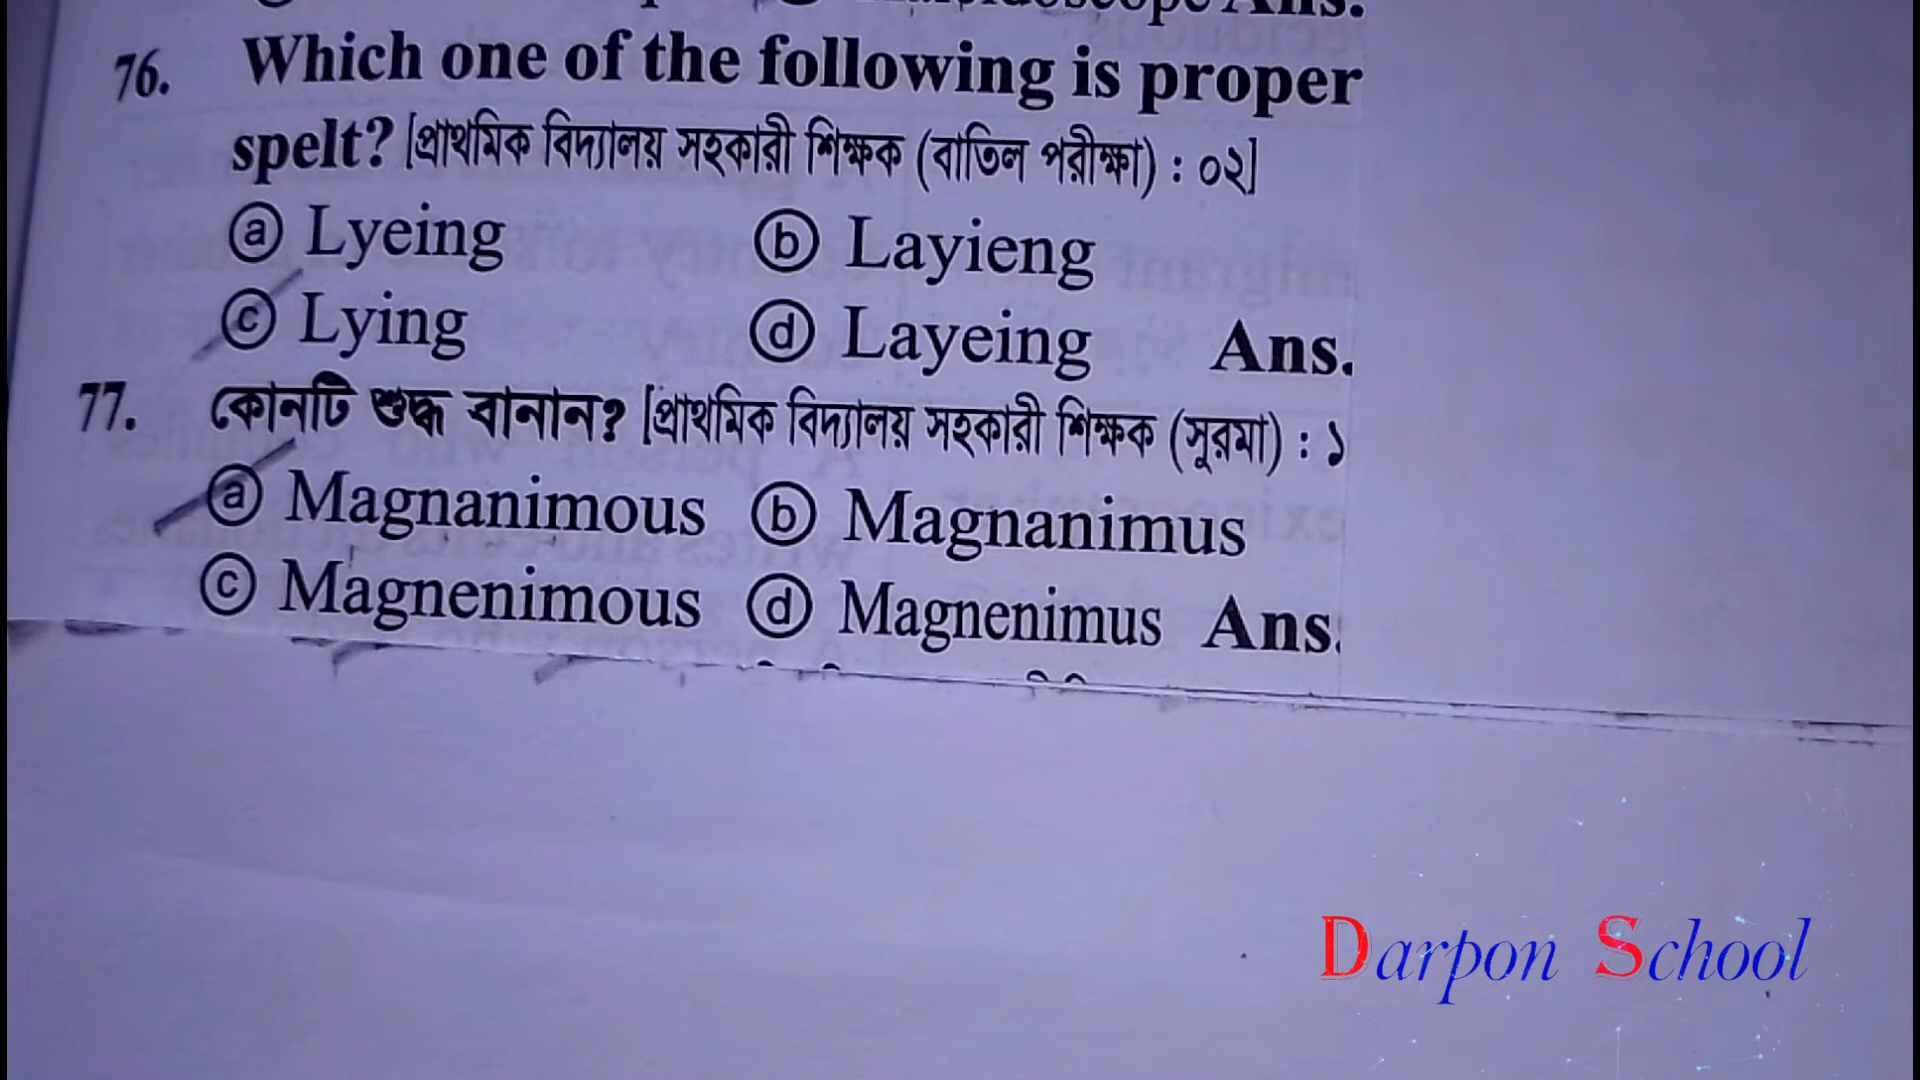 Ans.
76. Which one of the following is proper
spelt? [প্রাথমিক বিদ্যালয় সহকারী শিক্ষক (বাতিল পরীক্ষা) : ০২]
ⓐ Lyeing ⓑ Layieng
ⓒ Lying ⓓ Layeing Ans.
77. কোনটি শুদ্ধ বানান? [প্রাথমিক বিদ্যালয় সহকারী শিক্ষক (সুরমা) : ১
ⓐ Magnanimous ⓑ Magnanimus
ⓒ Magnenimous ⓓ Magnenimus Ans.
Darpon School